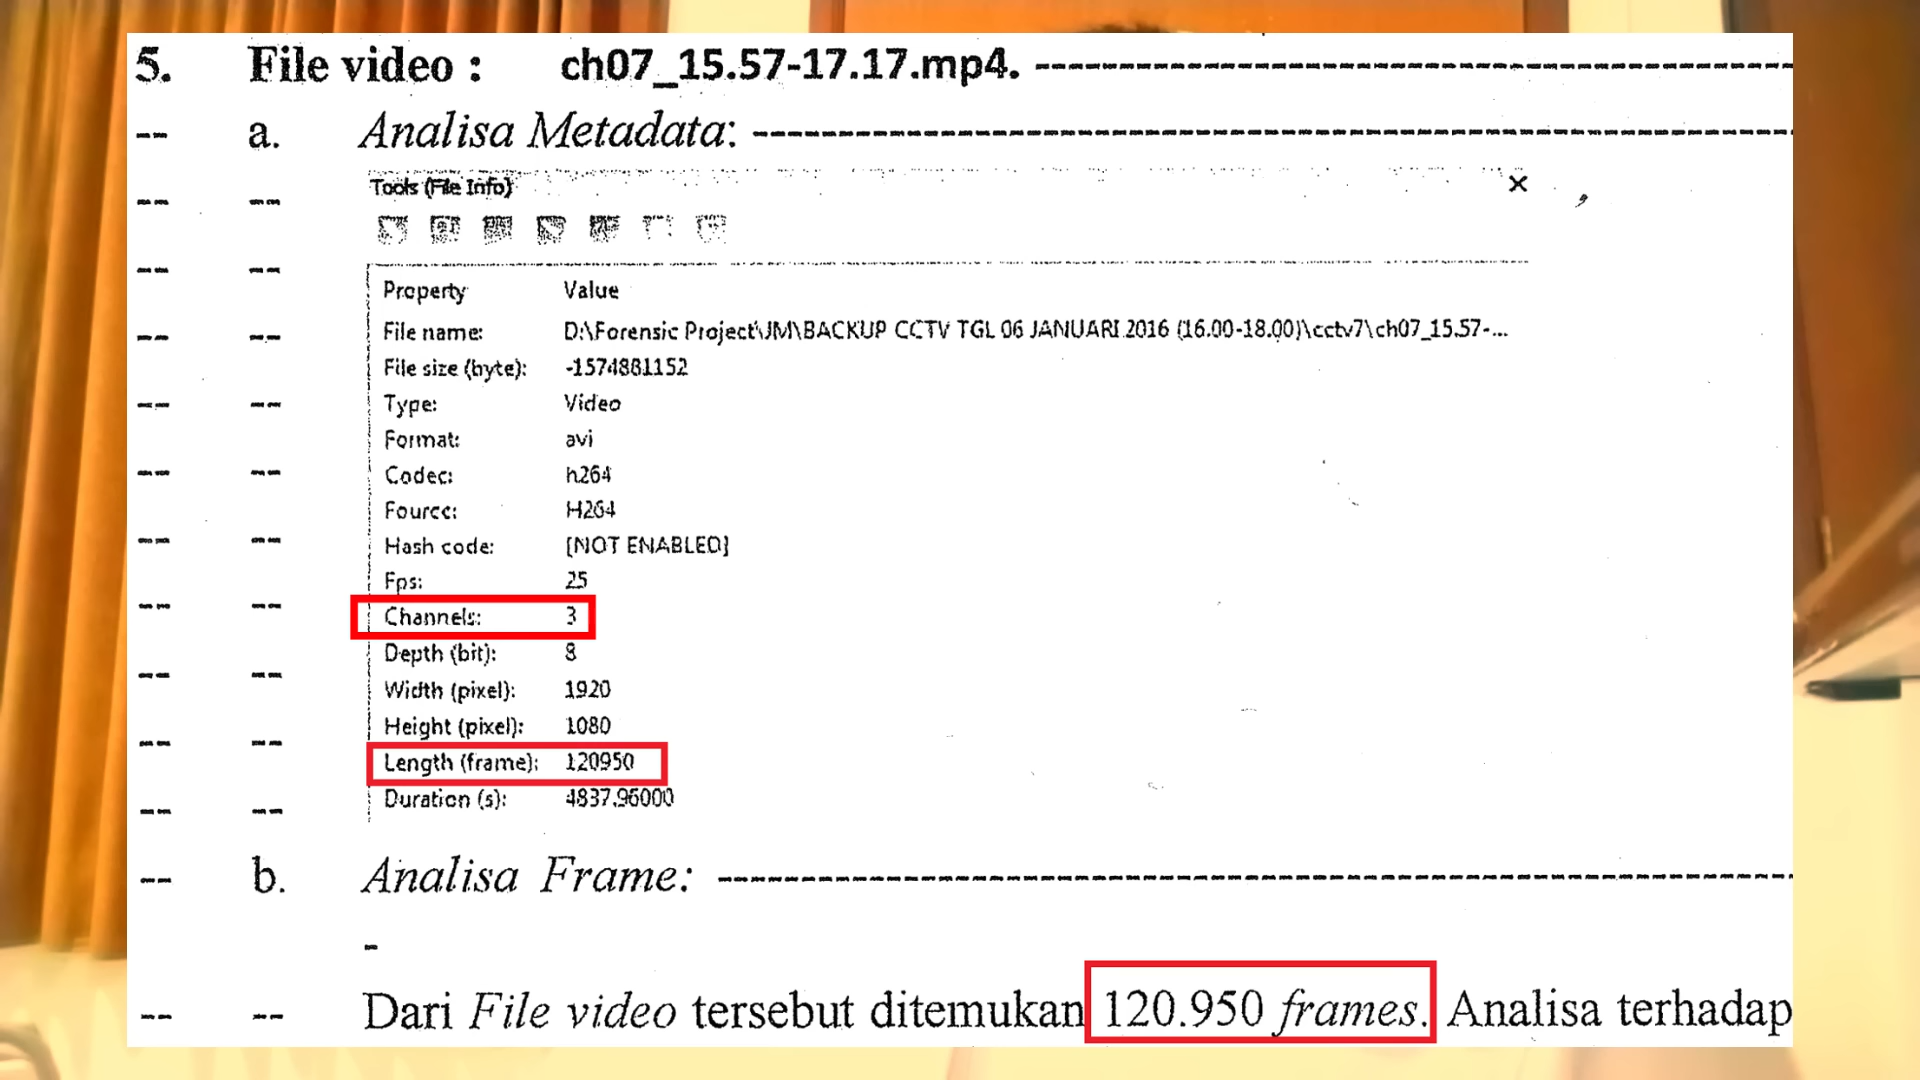 5. File video : ch07_15.57-17.17.mp4. ----------
-- a. Analisa Metadata: ----------
Tools (File Info)
Property Value
File name: D:\Forensic Project\JM\BACKUP CCTV TGL 06 JANUARI 2016 (16.00-18.00)\cctv7\ch07_15.57-...
File size (byte): -1574881152
Type: Video
Format: avi
Codec: h264
Fourcc: H264
Hash code: [NOT ENABLED]
Fps: 25
Channels: 3
Depth (bit): 8
Width (pixel): 1920
Height (pixel): 1080
Length (frame): 120950
Duration (s): 4837.96000
-- b. Analisa Frame: ----------
-
-- -- Dari File video tersebut ditemukan 120.950 frames. Analisa terhadap